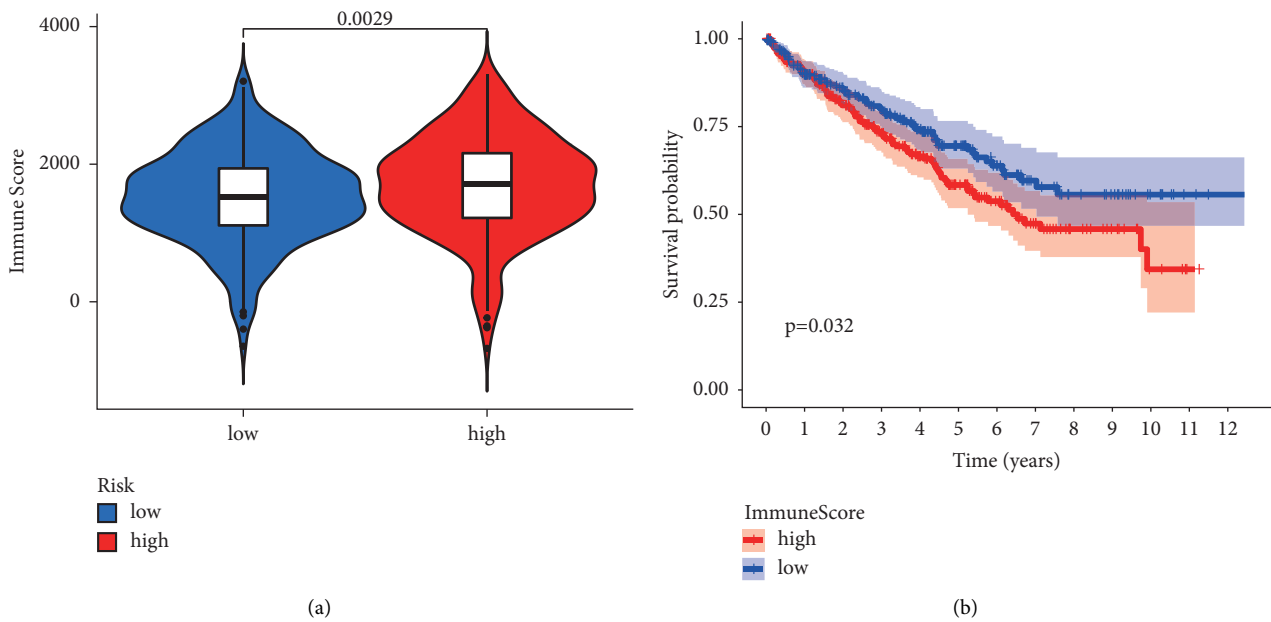 0.0029
4000
2000
0
Immune Score
low high
Risk
low
high
(a)
1.00
0.75
0.50
0.25
0.00
Survival probability
p=0.032
0 1 2 3 4 5 6 7 8 9 10 11 12
Time (years)
ImmuneScore
high
low
(b)